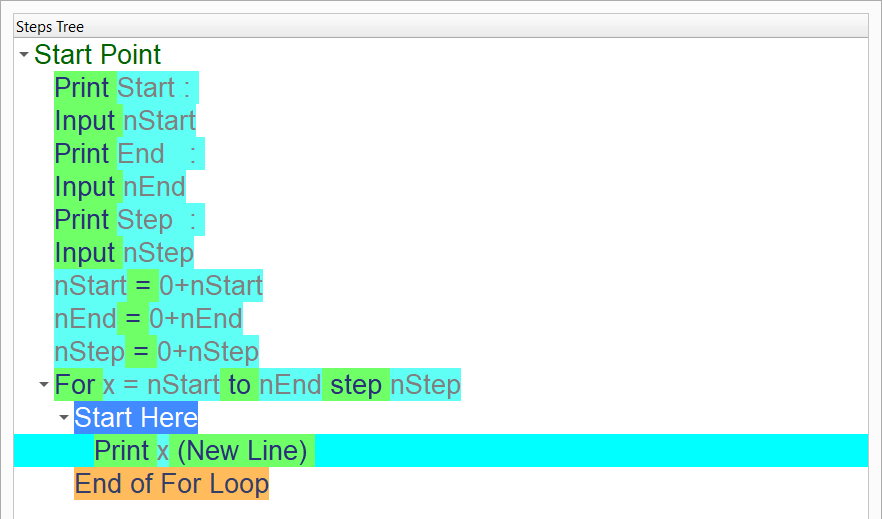 Steps Tree
Start Point
Print Start :
Input nStart
Print End   :
Input nEnd
Print Step  :
Input nStep
nStart = 0+nStart
nEnd = 0+nEnd
nStep = 0+nStep
For x = nStart to nEnd step nStep
Start Here
Print x (New Line)
End of For Loop